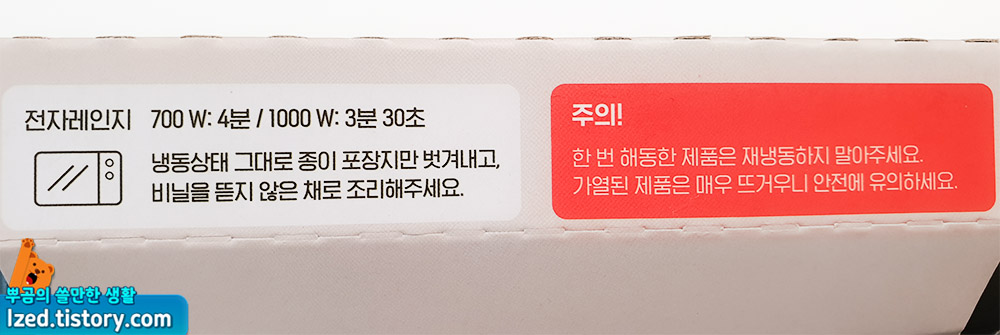 전자레인지 700 W: 4분 / 1000 W: 3분 30초
냉동상태 그대로 종이 포장지만 벗겨내고,
비닐을 뜯지 않은 채로 조리해주세요.
주의!
한 번 해동한 제품은 재냉동하지 말아주세요.
가열된 제품은 매우 뜨거우니 안전에 유의하세요.
뿌곰의 쓸만한 생활
lzed.tistory.com